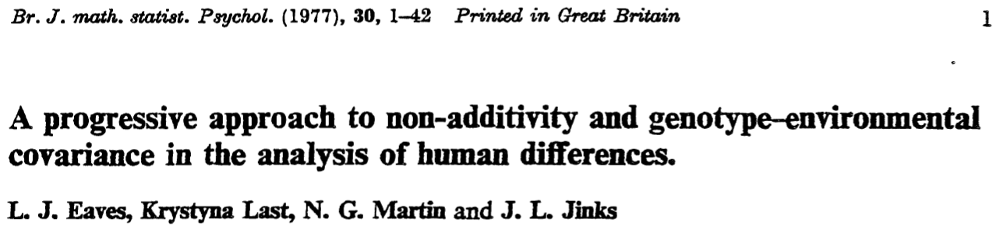 Br. J. math. statist. Psychol. (1977), 30, 1–42 Printed in Great Britain 1
A progressive approach to non-additivity and genotype–environmental
covariance in the analysis of human differences.
L. J. Eaves, Krystyna Last, N. G. Martin and J. L. Jinks